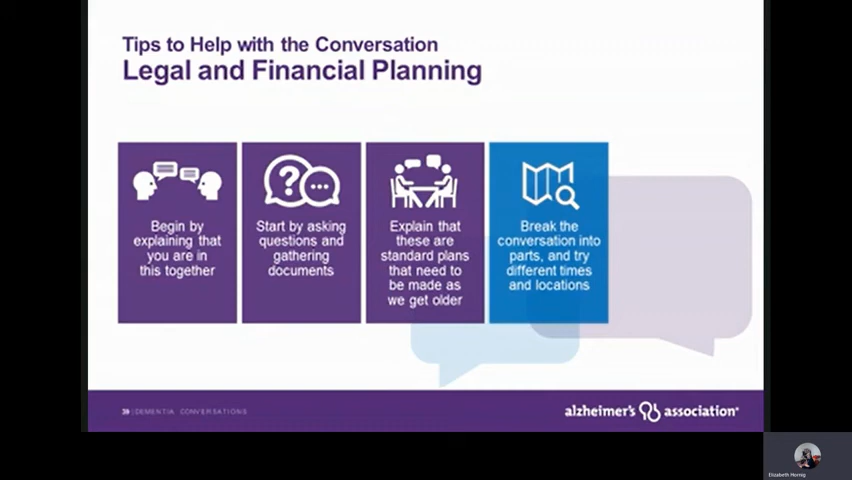 Tips to Help with the Conversation
Legal and Financial Planning
Begin by
explaining that
you are in
this together
Start by asking
questions and
gathering
documents
Explain that
these are
standard plans
that need to
be made as
we get older
Break the
conversation into
parts, and try
different times
and locations
39 | DEMENTIA CONVERSATIONS
alzheimer's association®
Elizabeth Hornig